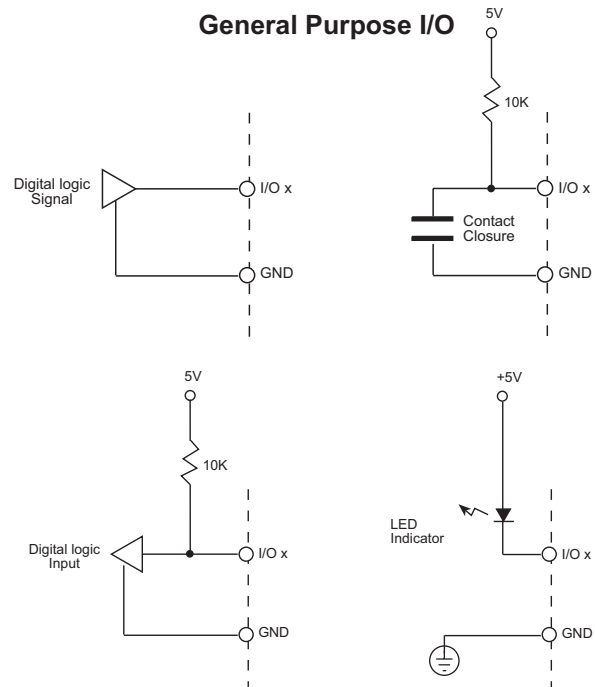 General Purpose I/O
Digital logic
Signal
I/O x
GND
5V
10K
I/O x
Contact
Closure
GND
5V
10K
Digital logic
Input
I/O x
GND
+5V
LED
Indicator
I/O x
GND